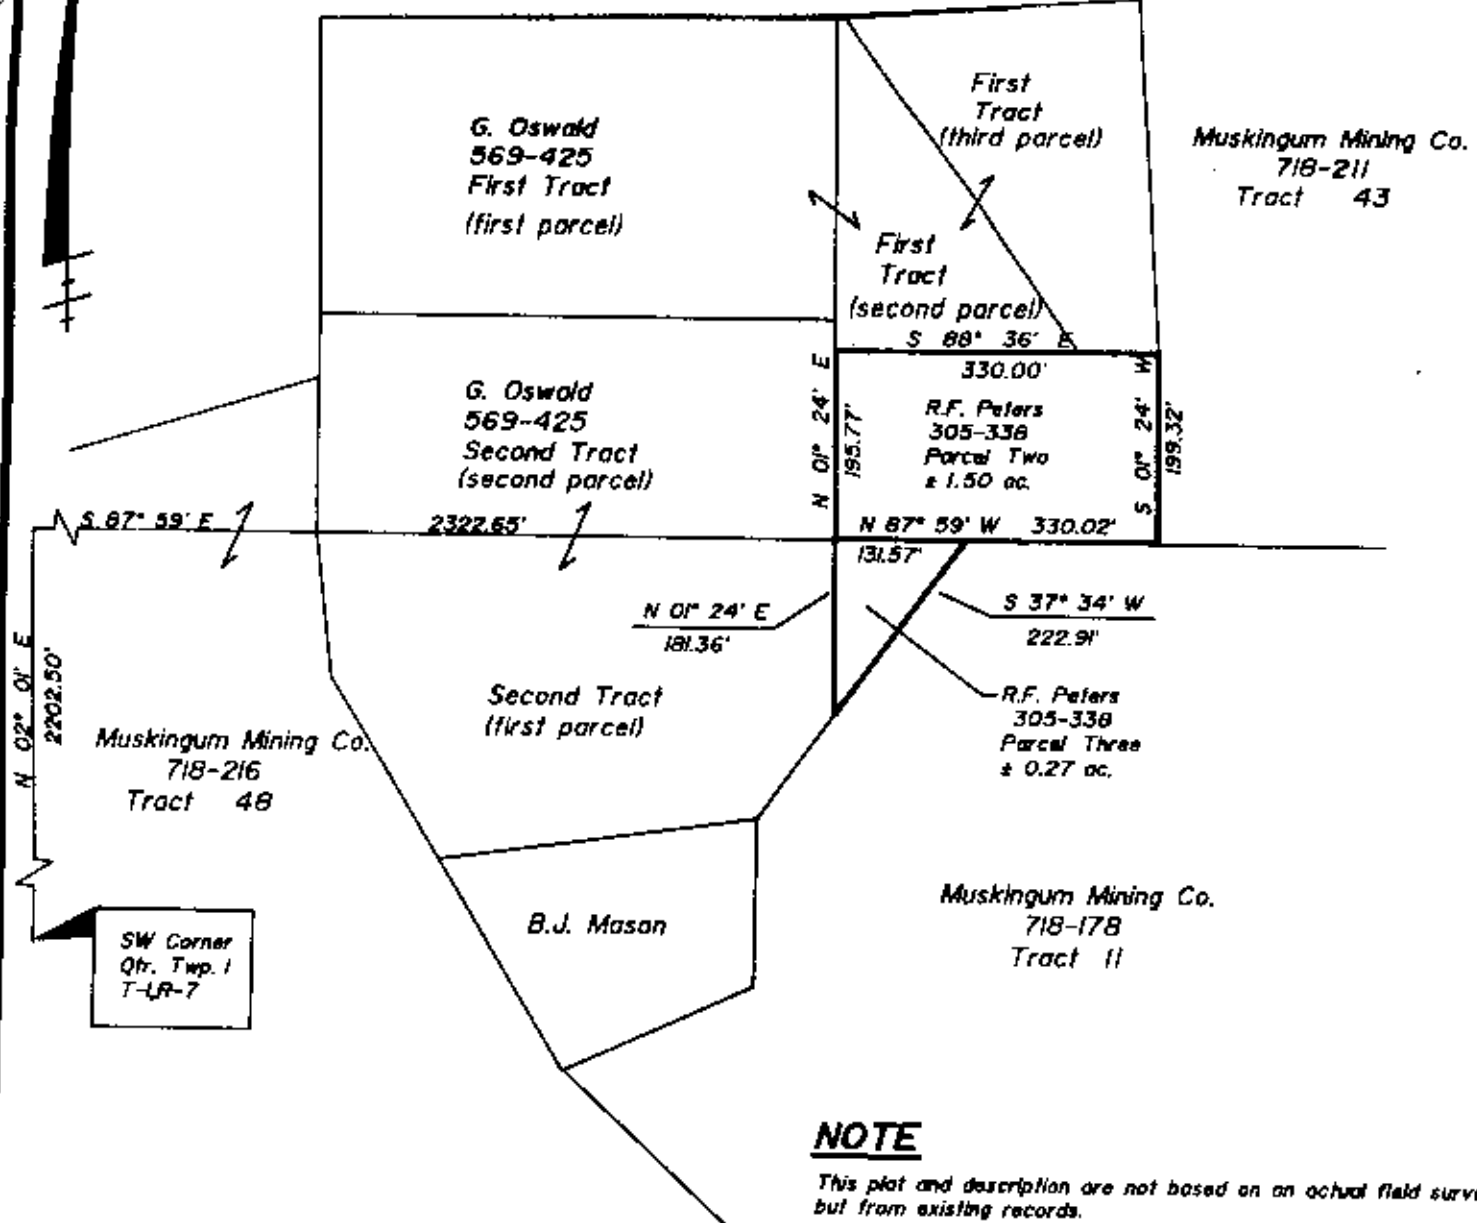 G. Oswald
569-425
First Tract
(first parcel)
First
Tract
(third parcel)
Muskingum Mining Co.
718-211
Tract 43
First
Tract
(second parcel)
S 88° 36' E
330.00'
N 01° 24' E
195.77'
R.F. Peters
305-338
Parcel Two
± 1.50 ac.
S 01° 24' W
199.32'
G. Oswald
569-425
Second Tract
(second parcel)
S 87° 59' E
2322.65'
N 87° 59' W 330.02'
131.57'
N 01° 24' E
181.36'
S 37° 34' W
222.91'
N 02° 01' E
2202.50'
Second Tract
(first parcel)
R.F. Peters
305-338
Parcel Three
± 0.27 ac.
Muskingum Mining Co.
718-216
Tract 48
B.J. Mason
Muskingum Mining Co.
718-178
Tract 11
SW Corner
Qtr. Twp. 1
T-1,R-7
NOTE
This plat and description are not based on an actual field surv
but from existing records.